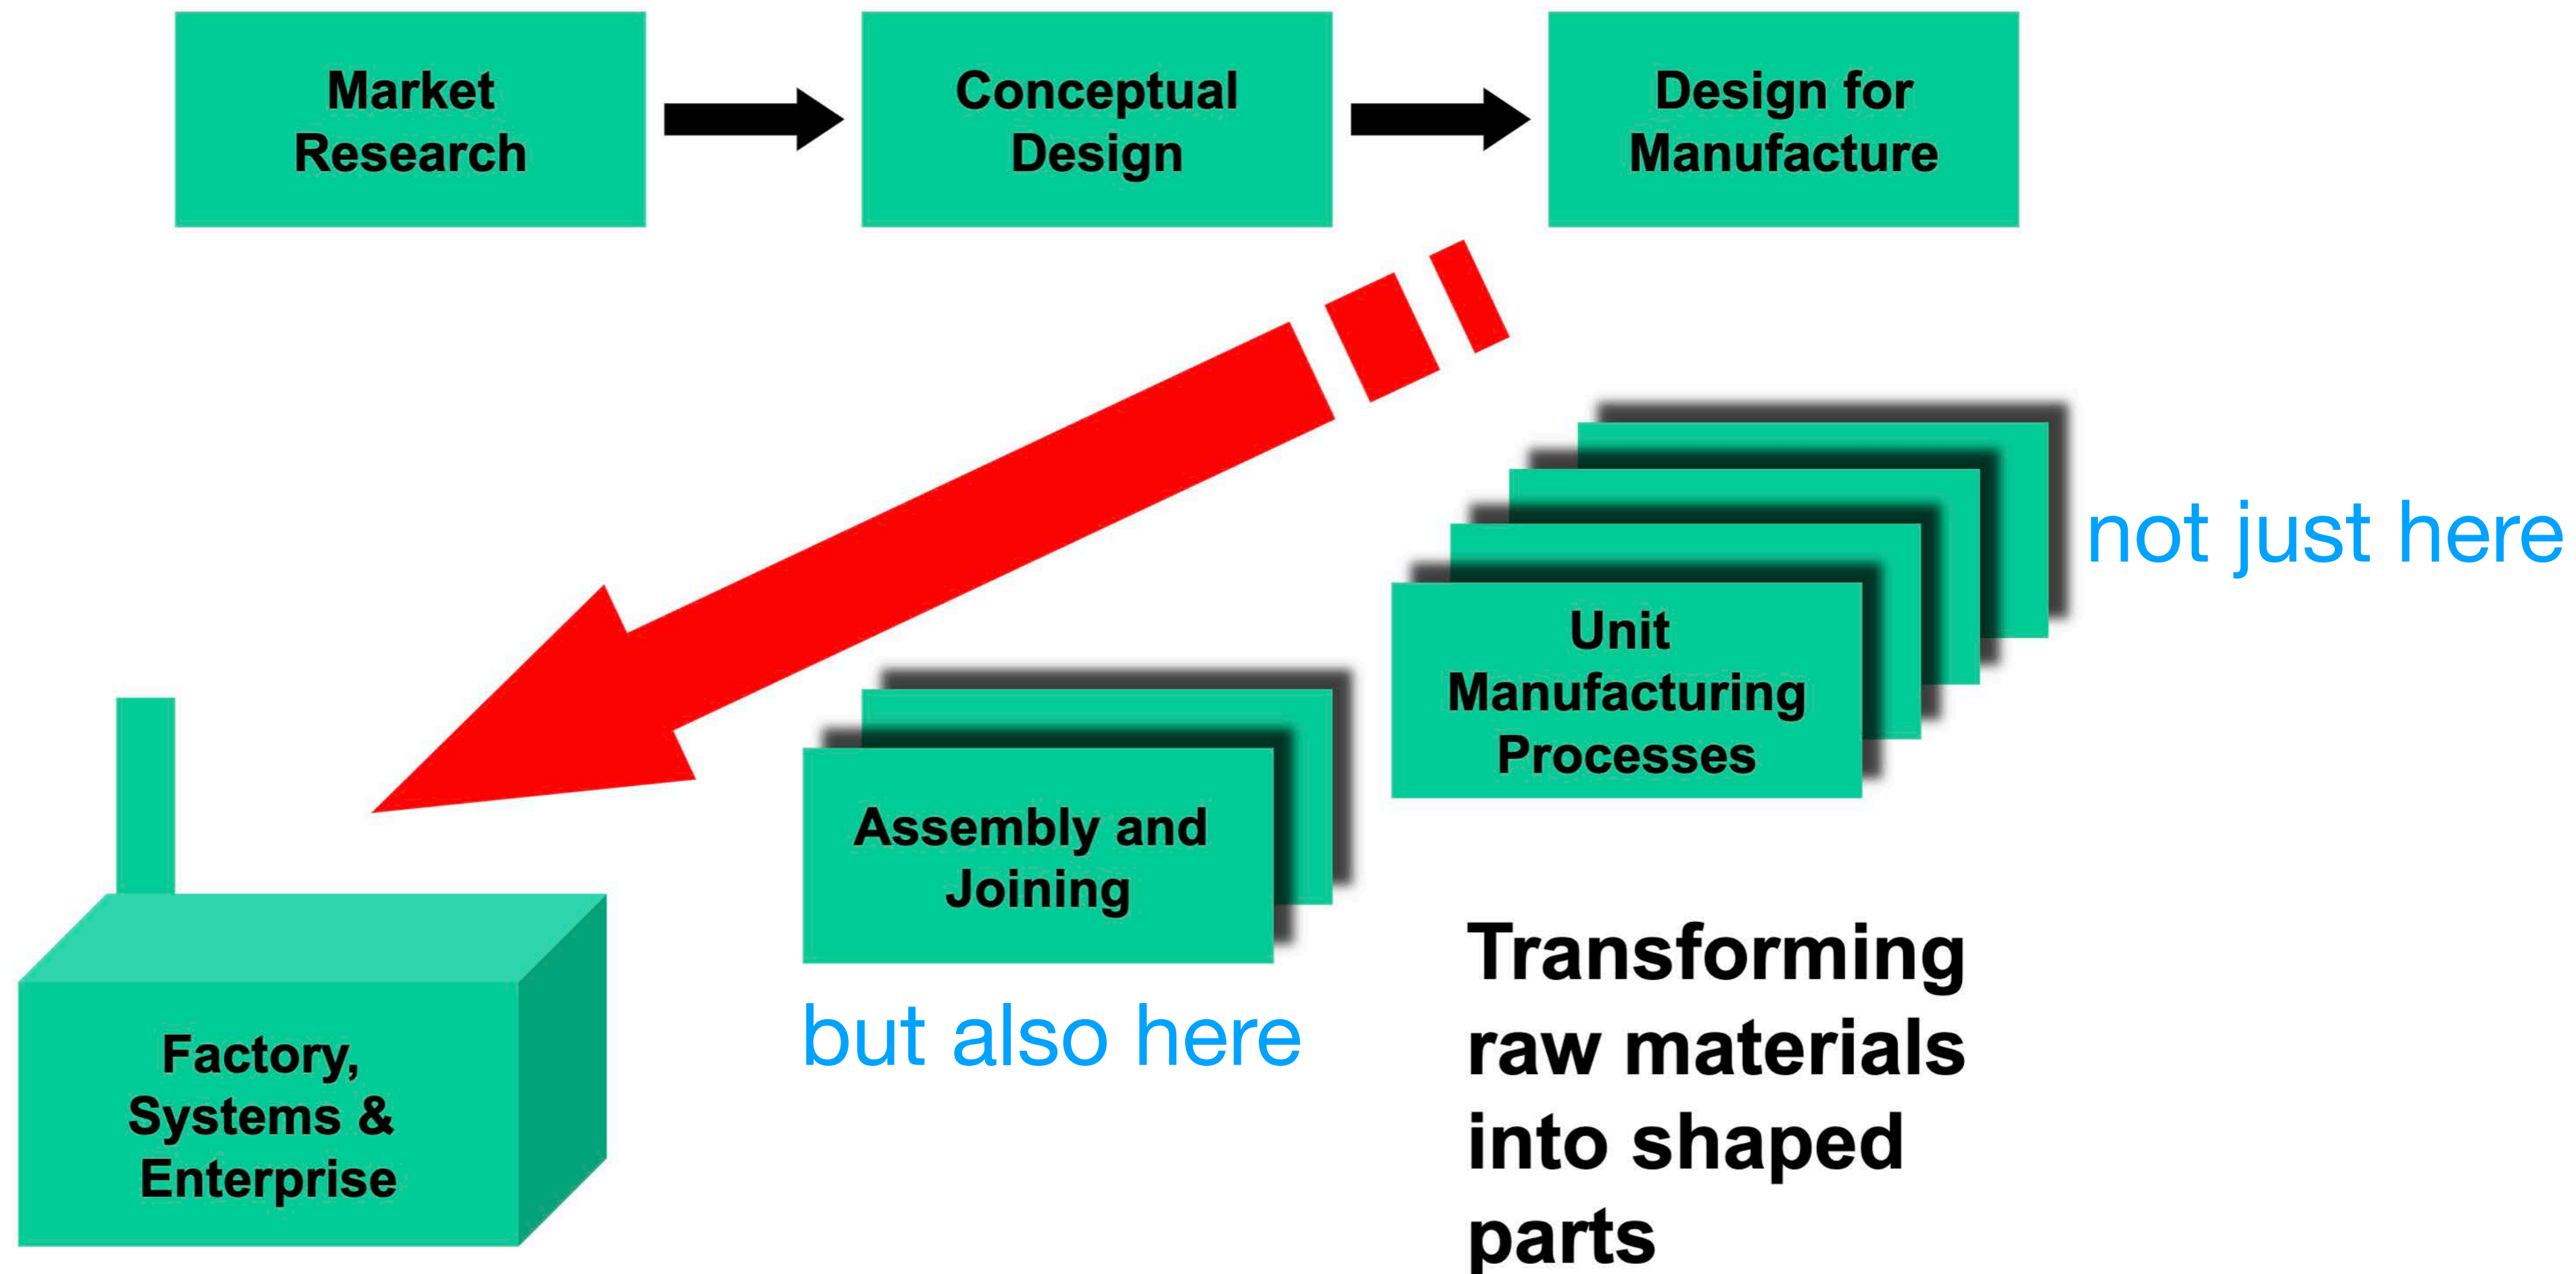 Market
Research
Conceptual
Design
Design for
Manufacture
not just here
Unit
Manufacturing
Processes
Assembly and
Joining
but also here
Transforming
raw materials
into shaped
parts
Factory,
Systems &
Enterprise